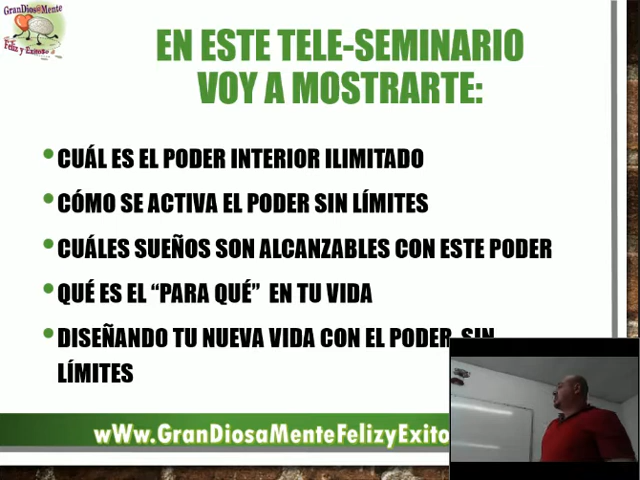 GranDios@Mente
Feliz y Exitos@
EN ESTE TELE-SEMINARIO
VOY A MOSTRARTE:
•CUÁL ES EL PODER INTERIOR ILIMITADO
•CÓMO SE ACTIVA EL PODER SIN LÍMITES
•CUÁLES SUEÑOS SON ALCANZABLES CON ESTE PODER
•QUÉ ES EL “PARA QUÉ” EN TU VIDA
•DISEÑANDO TU NUEVA VIDA CON EL PODER SIN
LÍMITES
wWw.GranDiosaMenteFelizyExito